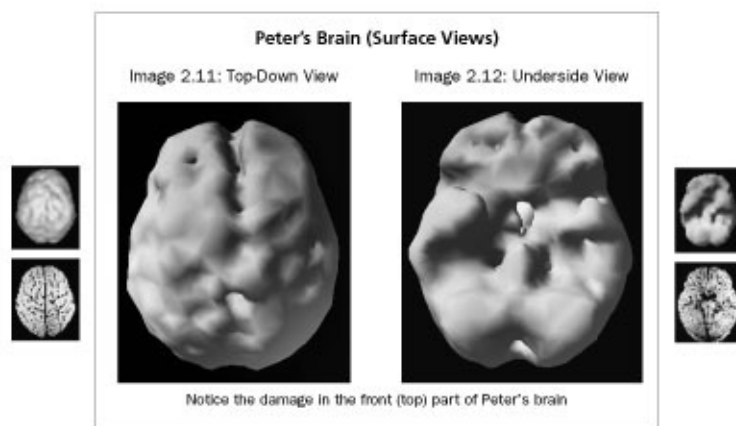 Peter's Brain (Surface Views)
Image 2.11: Top-Down View
Image 2.12: Underside View
Notice the damage in the front (top) part of Peter's brain